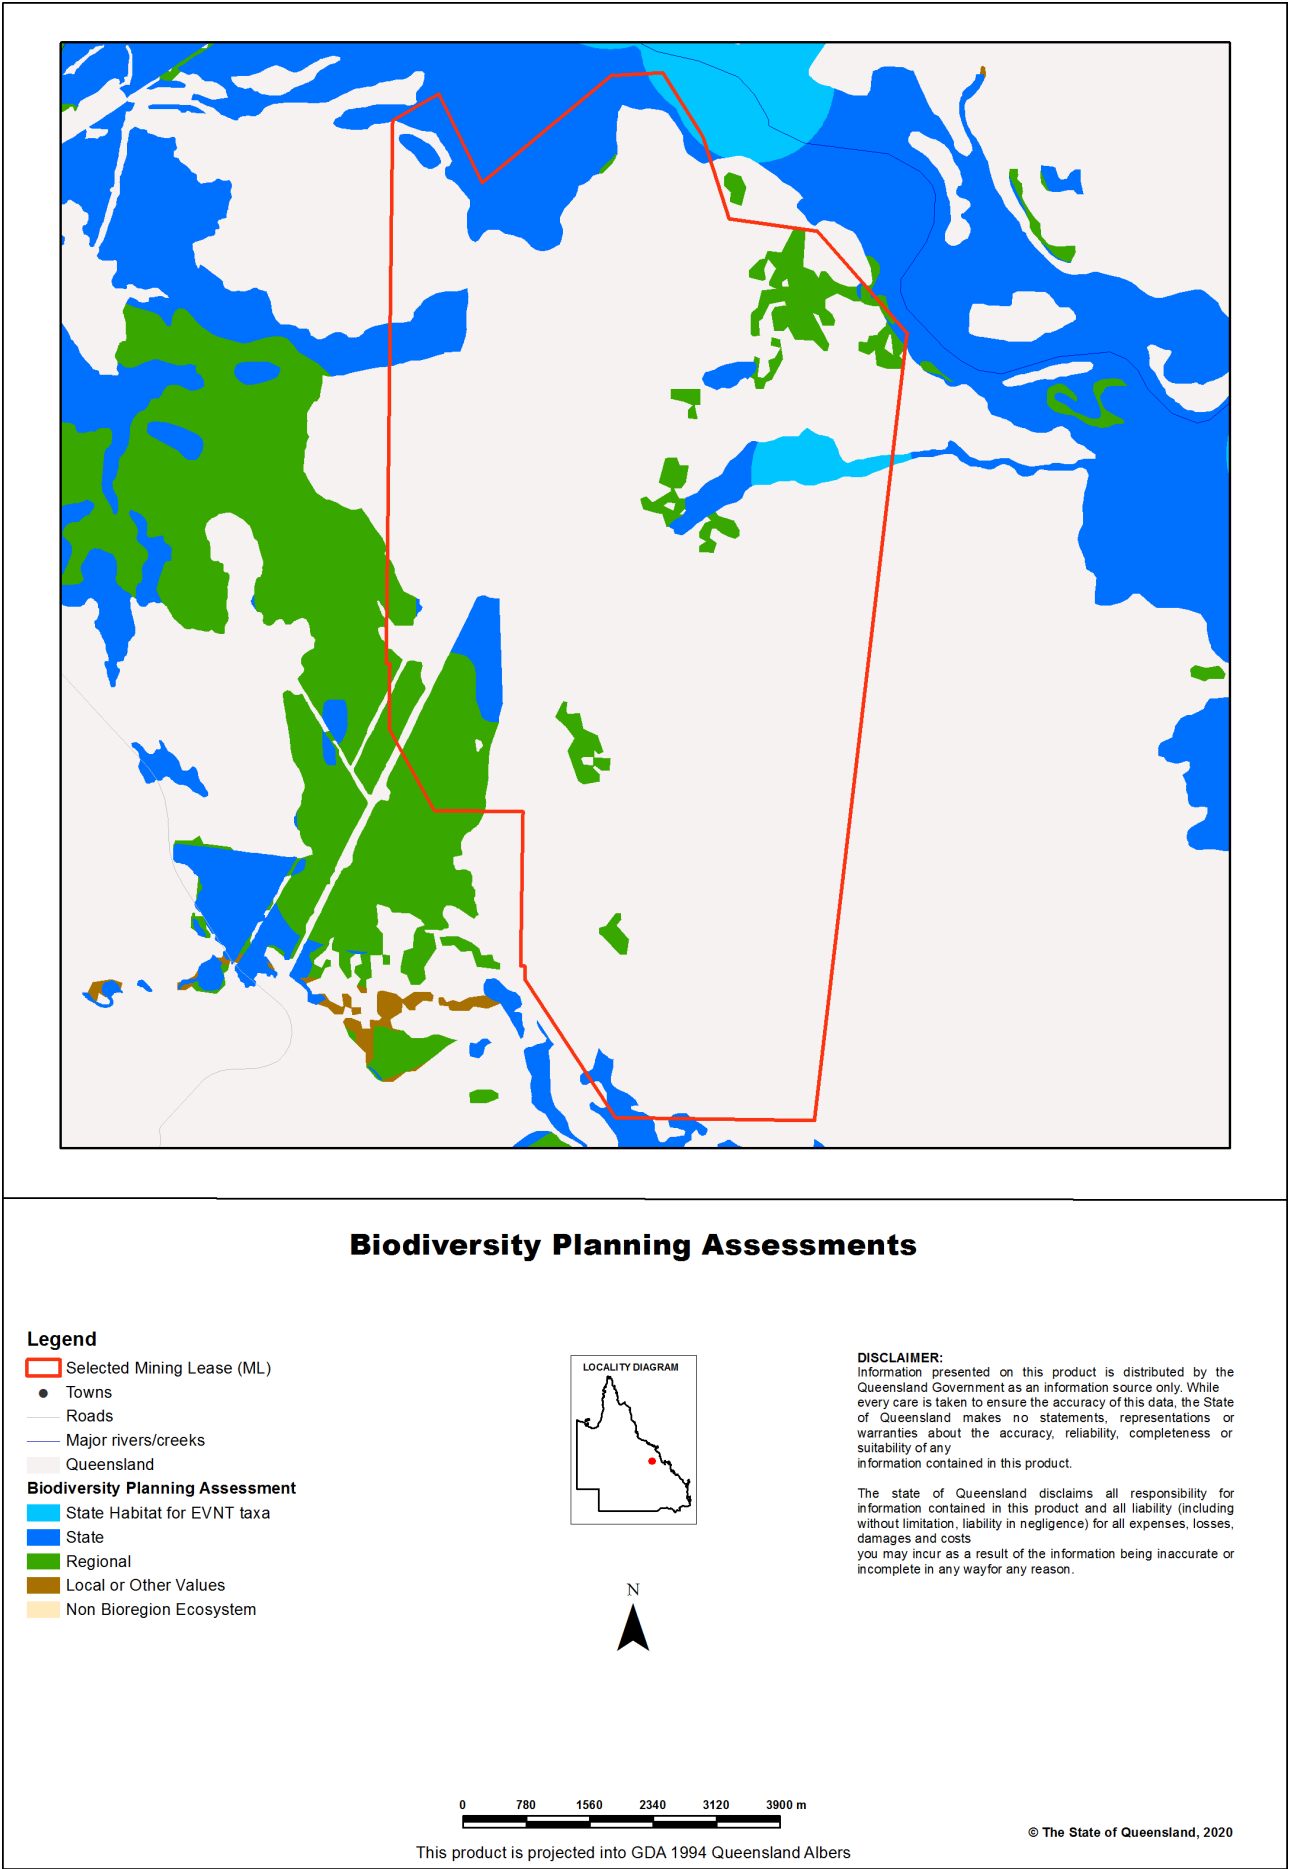 Biodiversity Planning Assessments
Legend
Selected Mining Lease (ML)
Towns
Roads
Major rivers/creeks
Queensland
Biodiversity Planning Assessment
State Habitat for EVNT taxa
State
Regional
Local or Other Values
Non Bioregion Ecosystem
LOCALITY DIAGRAM
N
DISCLAIMER:
Information presented on this product is distributed by the
Queensland Government as an information source only. While
every care is taken to ensure the accuracy of this data, the State
of Queensland makes no statements, representations or
warranties about the accuracy, reliability, completeness or
suitability of any
information contained in this product.
The state of Queensland disclaims all responsibility for
information contained in this product and all liability (including
without limitation, liability in negligence) for all expenses, losses,
damages and costs
you may incur as a result of the information being inaccurate or
incomplete in any wayfor any reason.
0 780 1560 2340 3120 3900 m
This product is projected into GDA 1994 Queensland Albers
© The State of Queensland, 2020